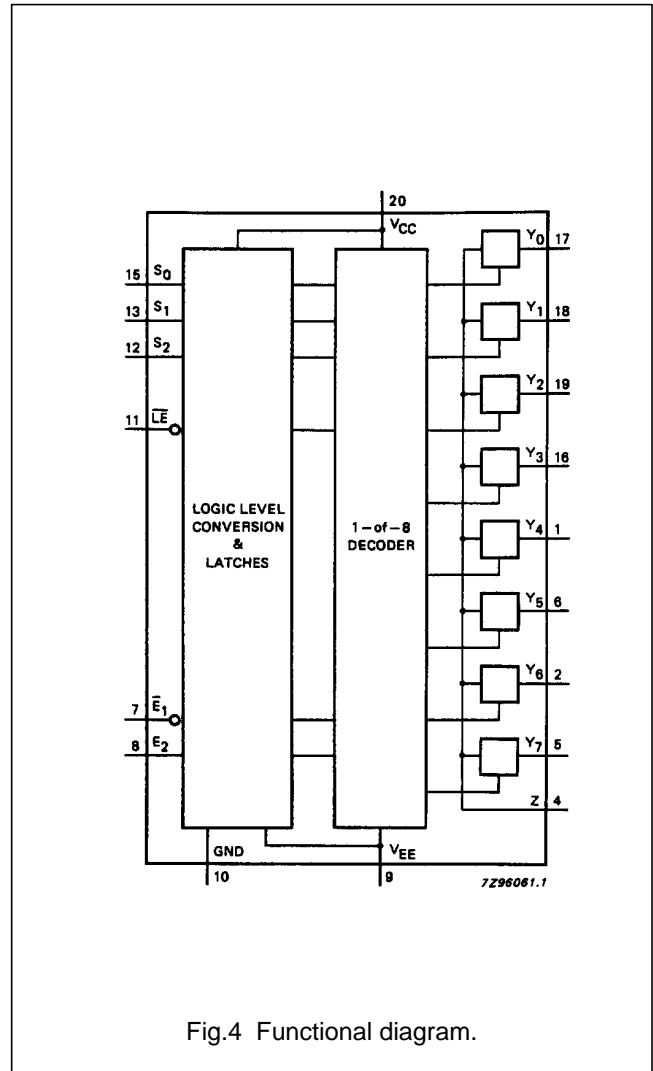 20
VCC
Y0 17
15 S0
13 S1
Y1 18
12 S2
Y2 19
11 LE
Y3 16
LOGIC LEVEL
CONVERSION
&
LATCHES
1-of-8
DECODER
Y4 1
Y5 6
Y6 2
7 E1
8 E2
Y7 5
Z 4
GND
VEE
10
9
7Z96061.1
Fig.4 Functional diagram.